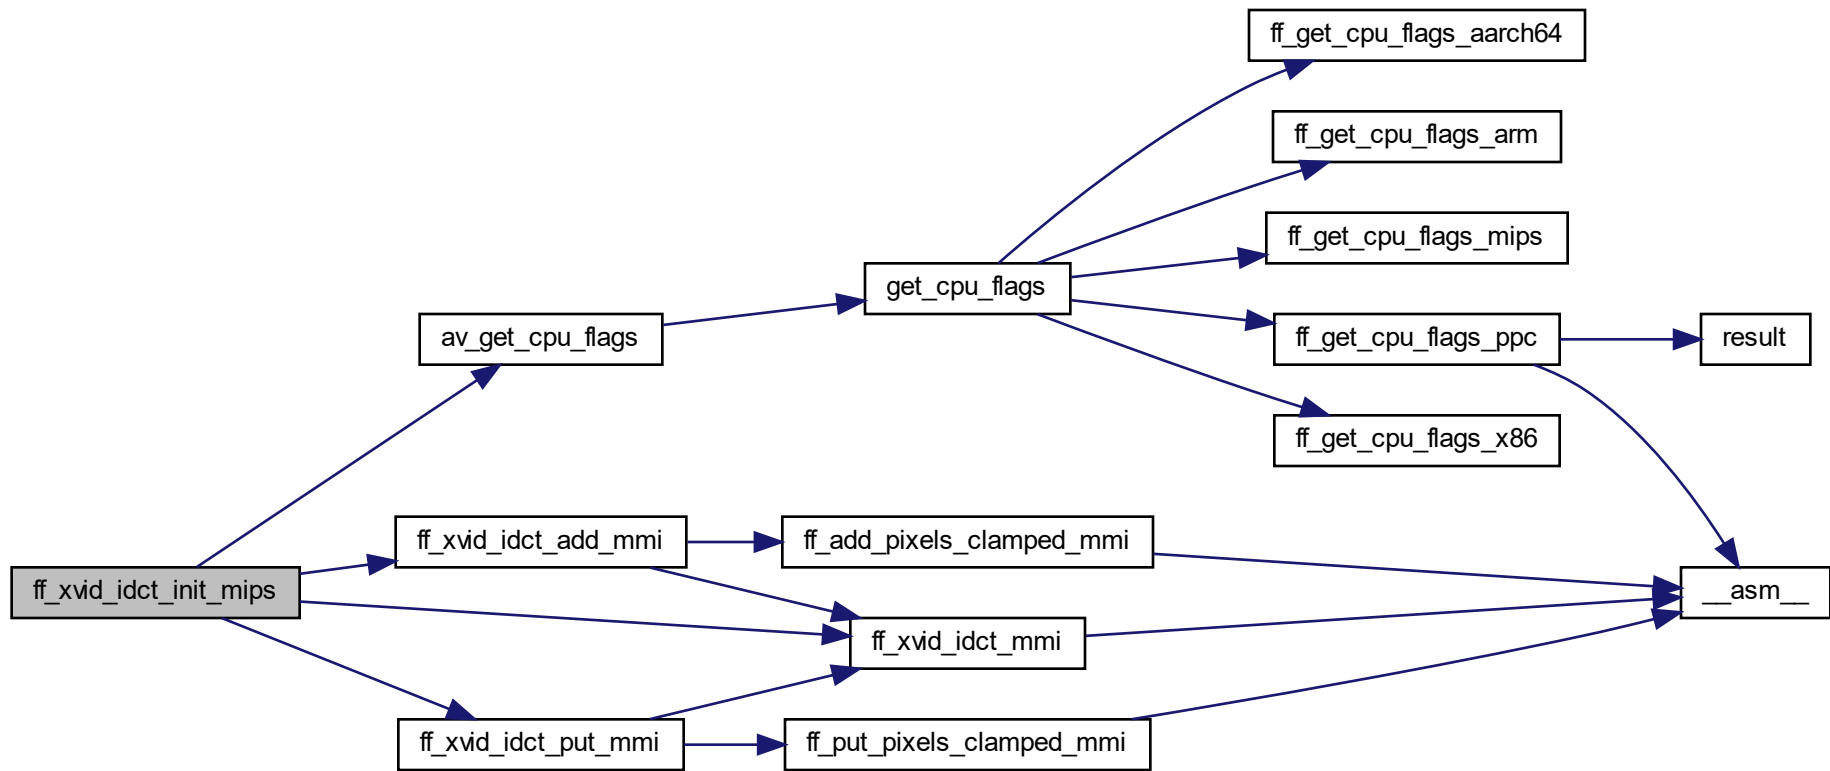 ff_get_cpu_flags_aarch64
ff_get_cpu_flags_arm
ff_get_cpu_flags_mips
get_cpu_flags
av_get_cpu_flags
ff_get_cpu_flags_ppc
result
ff_get_cpu_flags_x86
ff_xvid_idct_add_mmi
ff_add_pixels_clamped_mmi
ff_xvid_idct_init_mips
__asm__
ff_xvid_idct_mmi
ff_xvid_idct_put_mmi
ff_put_pixels_clamped_mmi